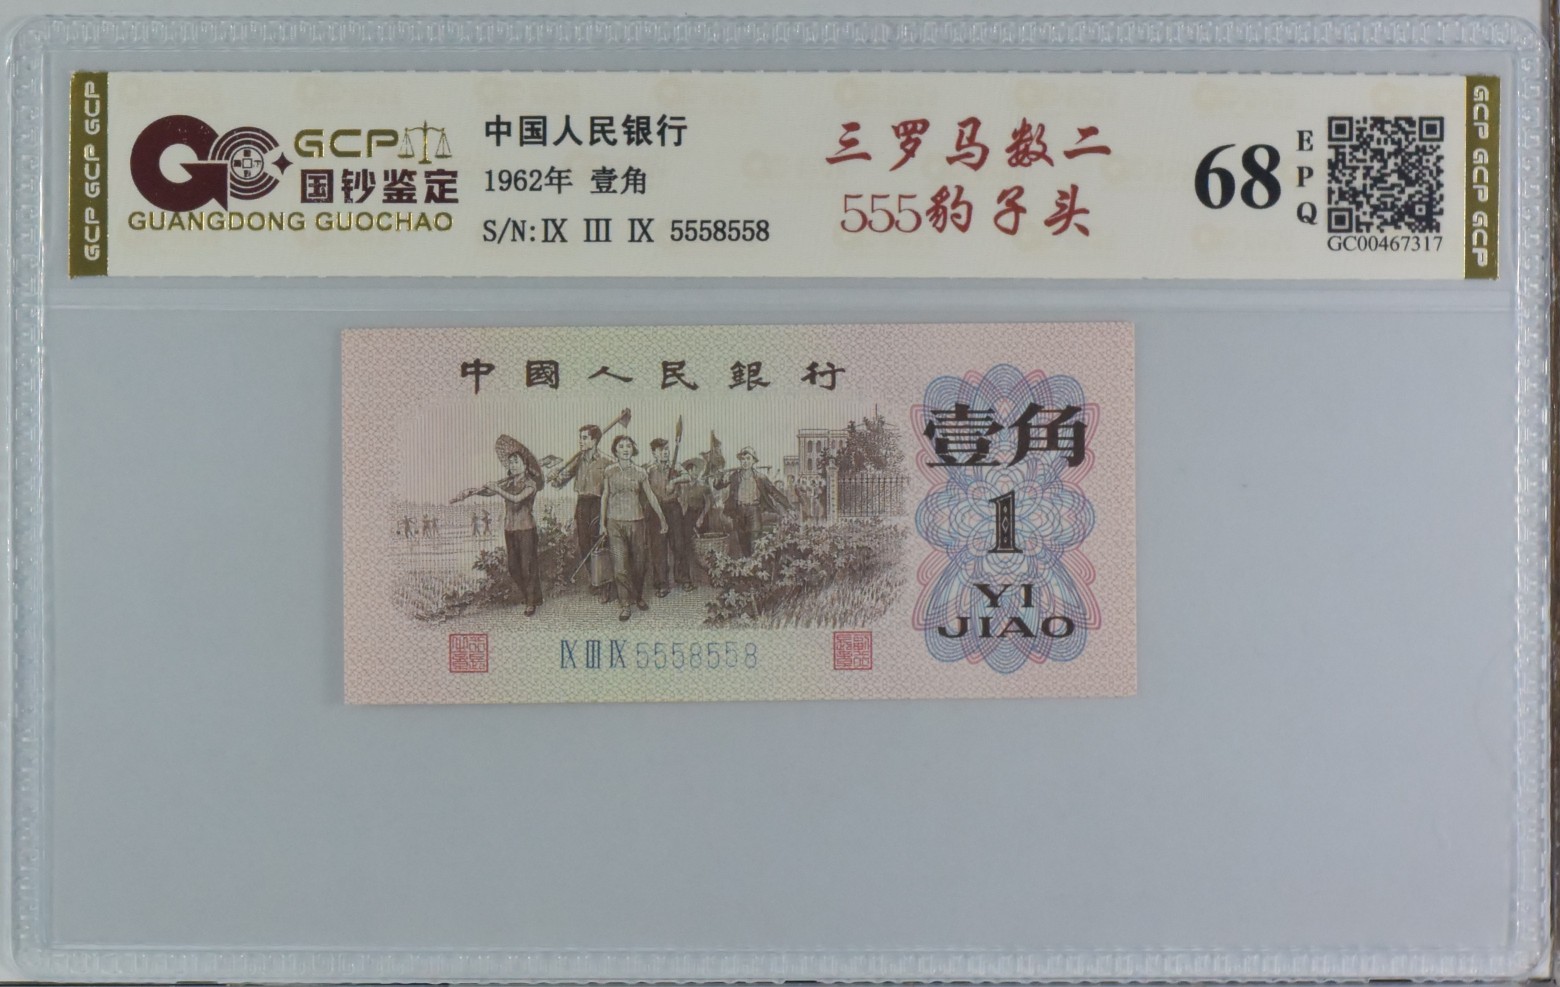 GCP GCP GCP
GCP
国钞鉴定
GUANGDONG GUOCHAO
中国人民银行
1962年 壹角
S/N: IX III IX 5558558
三罗马数二
555豹子头
68
EPQ
GC00467317
GCP GCP GCP
中國人民銀行
壹角
1
YI
JIAO
IX III IX 5558558